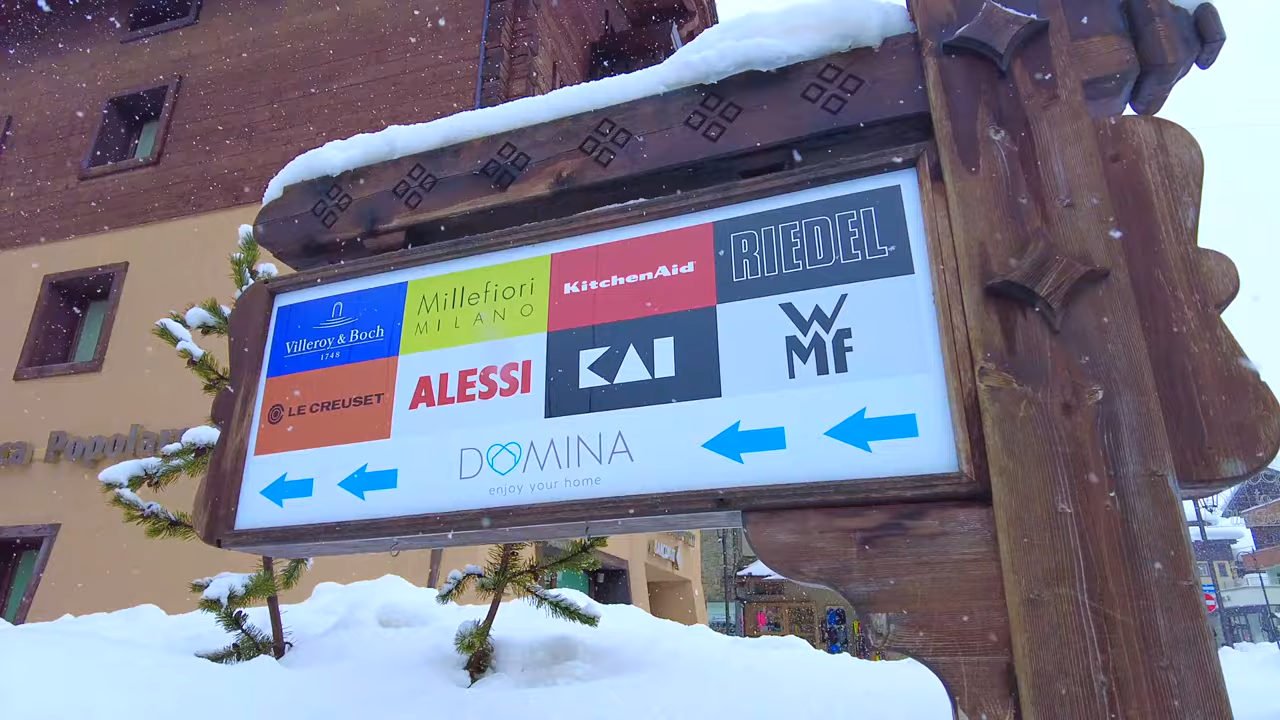 Villeroy & Boch
1748
Millefiori
MILANO
KitchenAid
RIEDEL
LE CREUSET
ALESSI
KAI
WMF
DOMINA
enjoy your home
Popolare